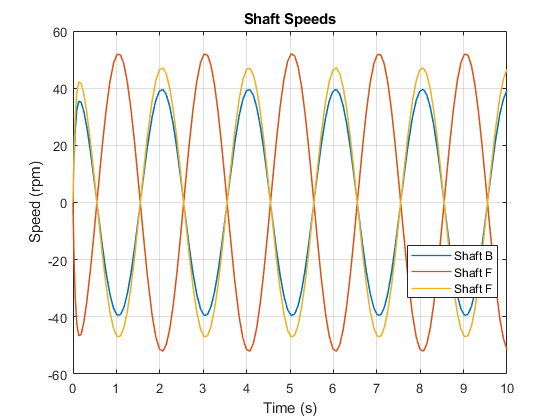 Shaft Speeds
60
40
20
0
-20
-40
-60
Speed (rpm)
Shaft B
Shaft F
Shaft F
0 1 2 3 4 5 6 7 8 9 10
Time (s)